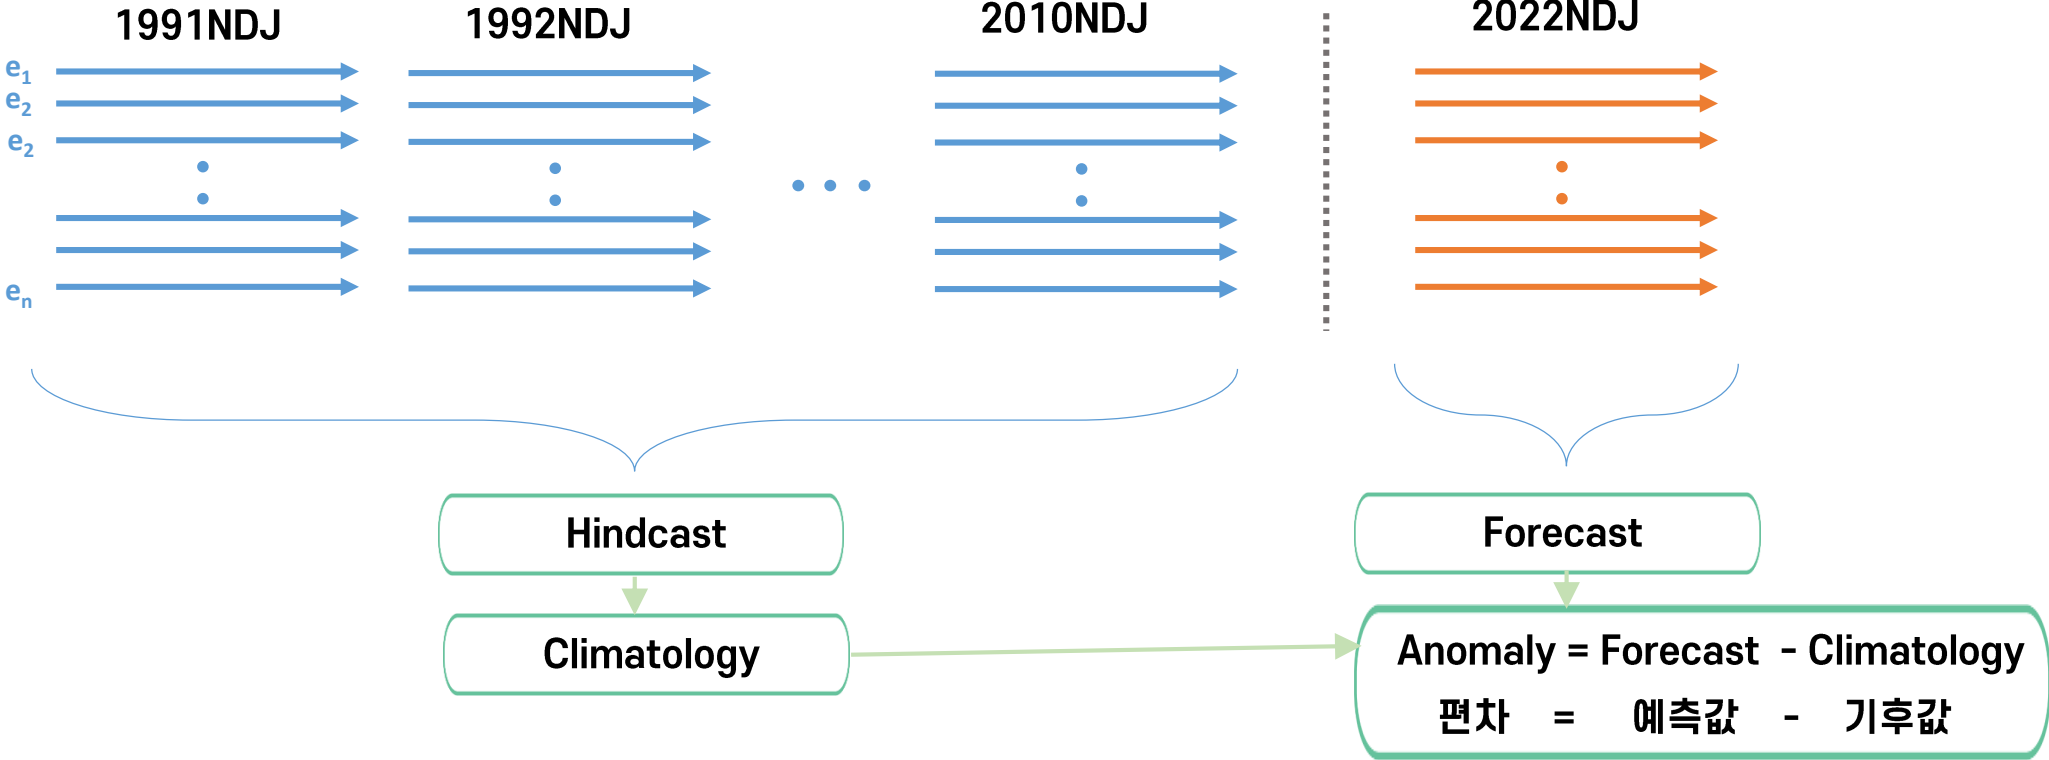 1991NDJ
1992NDJ
2010NDJ
2022NDJ
e1
e2
e2
en
Hindcast
Forecast
Climatology
Anomaly = Forecast - Climatology
편차 = 예측값 - 기후값